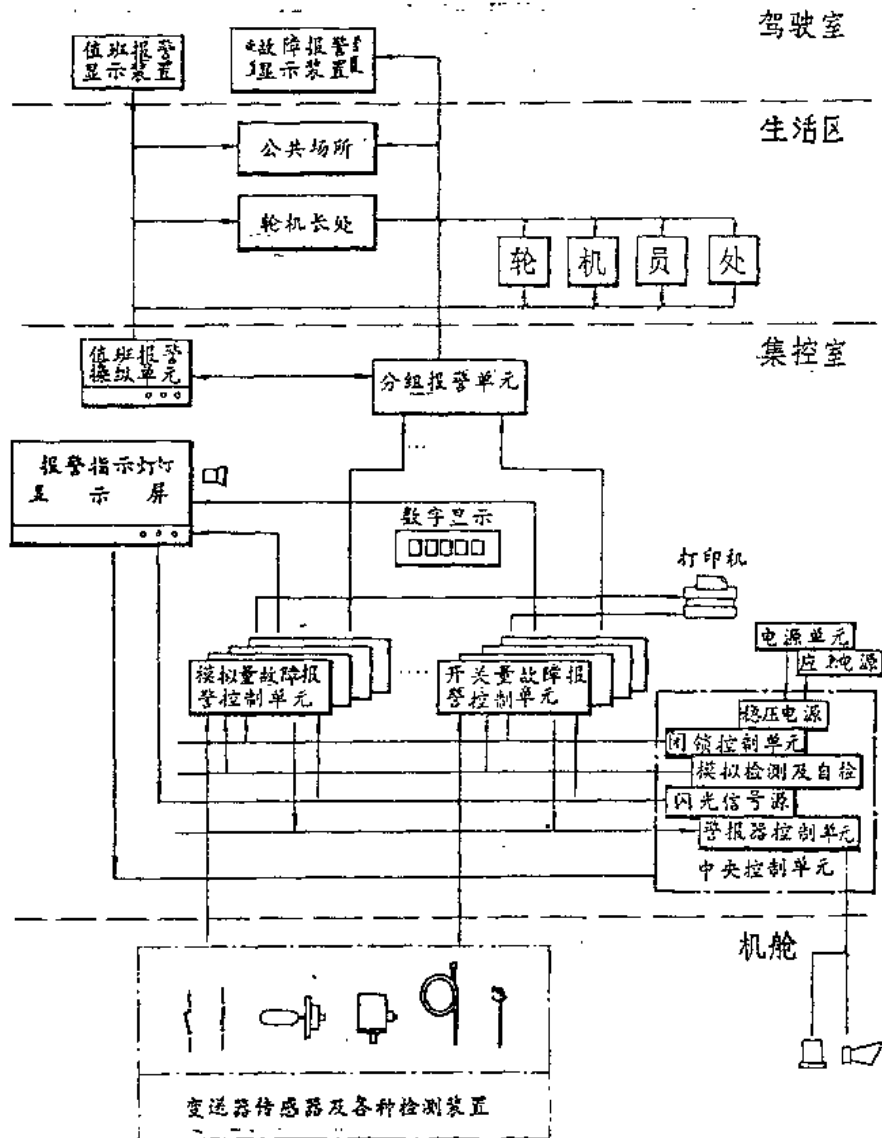 驾驶室
值班报警
显示装置
故障报警
显示装置
生活区
公共场所
轮机长处
轮 机 员 处
集控室
值班报警
操纵单元
分组报警单元
报警指示灯灯
显 示 屏
数字显示
打印机
电源单元
应急电源
模拟量故障报
警控制单元
开关量故障报
警控制单元
稳压电源
闭锁控制单元
模拟检测及自检
闪光信号源
警报器控制单元
中央控制单元
机舱
变送器传感器及各种检测装置